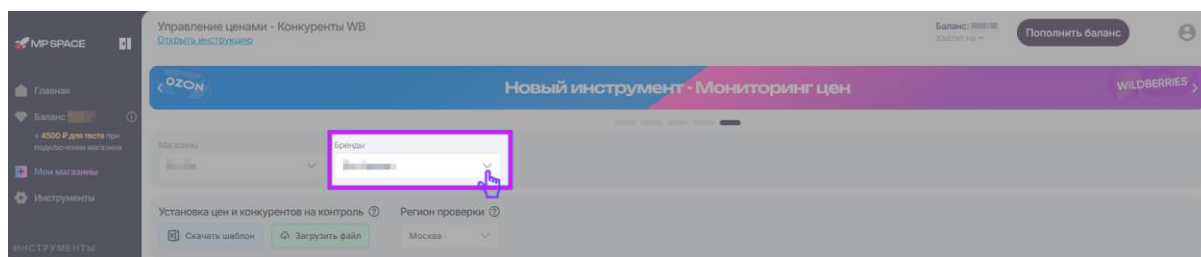 MP SPACE
Управление ценами - Конкуренты WB
Открыть инструкцию
Баланс:
Хватит на -
Пополнить баланс
Главная
Баланс
+ 4500 ₽ для теста при
подключении магазина
Мои магазины
Инструменты
ИНСТРУМЕНТЫ
OZON
Новый инструмент - Мониторинг цен
WILDBERRIES
Магазины
Бренды
Установка цен и конкурентов на контроль
Регион проверки
Скачать шаблон
Загрузить файл
Москва